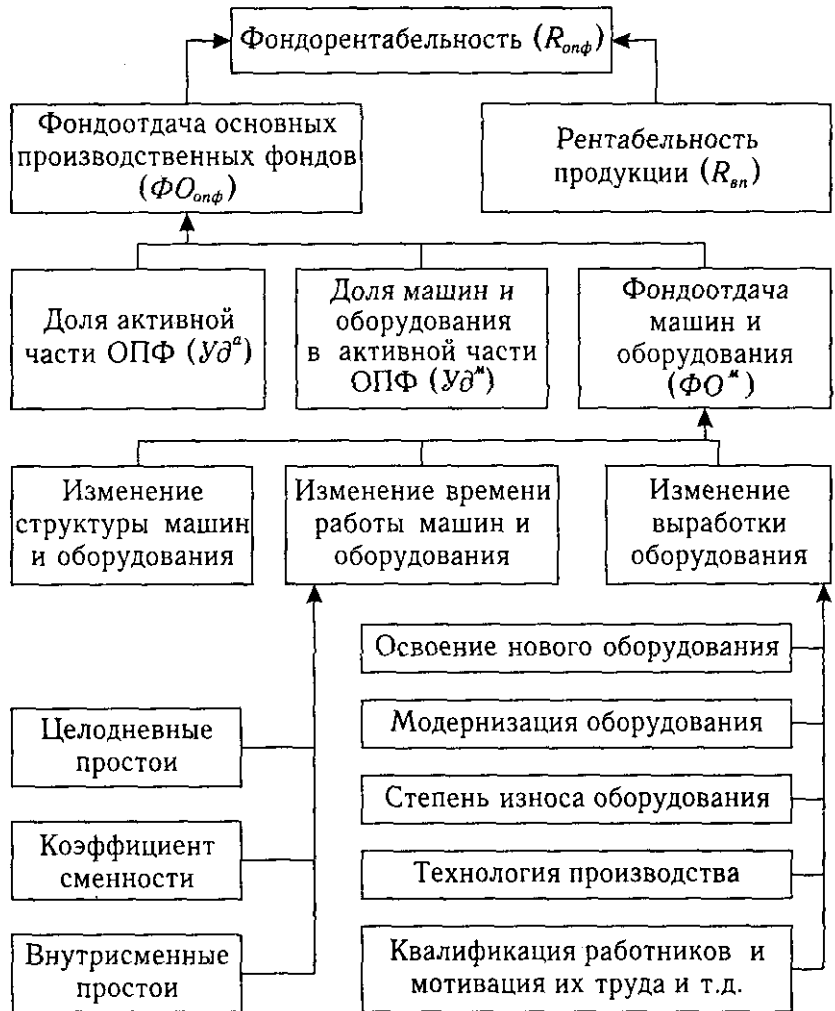 Фондорентабельность (Rопф)
Фондоотдача основных
производственных фондов
(ФОопф)
Рентабельность
продукции (Rвп)
Доля активной
части ОПФ (Удᵃ)
Доля машин и
оборудования
в активной части
ОПФ (Удᴹ)
Фондоотдача
машин и
оборудования
(ФОᴹ)
Изменение
структуры машин
и оборудования
Изменение времени
работы машин и
оборудования
Изменение
выработки
оборудования
Целодневные
простои
Коэффициент
сменности
Внутрисменные
простои
Освоение нового оборудования
Модернизация оборудования
Степень износа оборудования
Технология производства
Квалификация работников и
мотивация их труда и т.д.